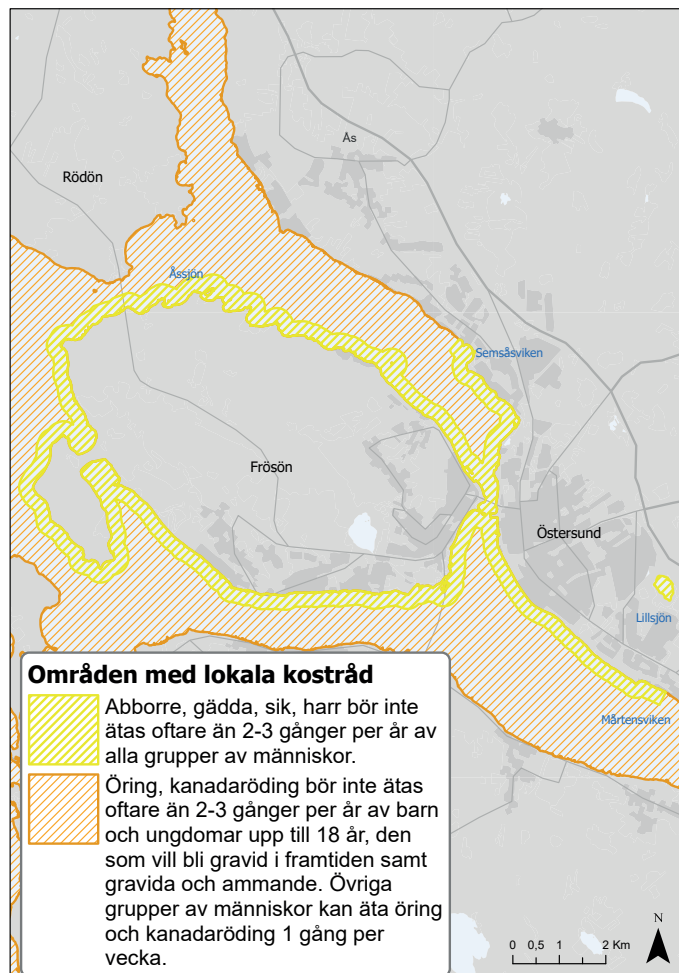 Ås
Rödön
Åssjön
Semsåsviken
Frösön
Östersund
Lillsjön
Mårtensviken
Områden med lokala kostråd
Abborre, gädda, sik, harr bör inte
ätas oftare än 2-3 gånger per år av
alla grupper av människor.
Öring, kanadaröding bör inte ätas
oftare än 2-3 gånger per år av barn
och ungdomar upp till 18 år, den
som vill bli gravid i framtiden samt
gravida och ammande. Övriga
grupper av människor kan äta öring
och kanadaröding 1 gång per
vecka.
N
0 0,5 1 2 Km